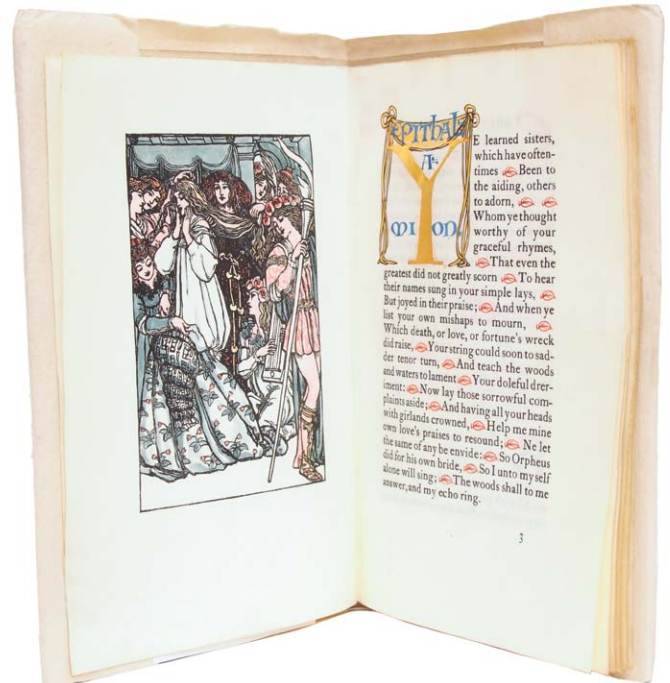 EPITHAL
A
MI ON.
YE learned sisters,
which have often-
times Been to
the aiding, others
to adorn,
Whom ye thought
worthy of your
graceful rhymes,
That even the
greatest did not greatly scorn To hear
their names sung in your simple lays,
But joyed in their praise; And when ye
list your own mishaps to mourn,
Which death, or love, or fortune's wreck
did raise, Your string could soon to sad-
der tenor turn, And teach the woods
and waters to lament Your doleful drer-
iment: Now lay those sorrowful com-
plaints aside; And having all your heads
with girlands crowned, Help me mine
own love's praises to resound; Ne let
the same of any be envide: So Orpheus
did for his own bride, So I unto myself
alone will sing; The woods shall to me
answer, and my echo ring.
3